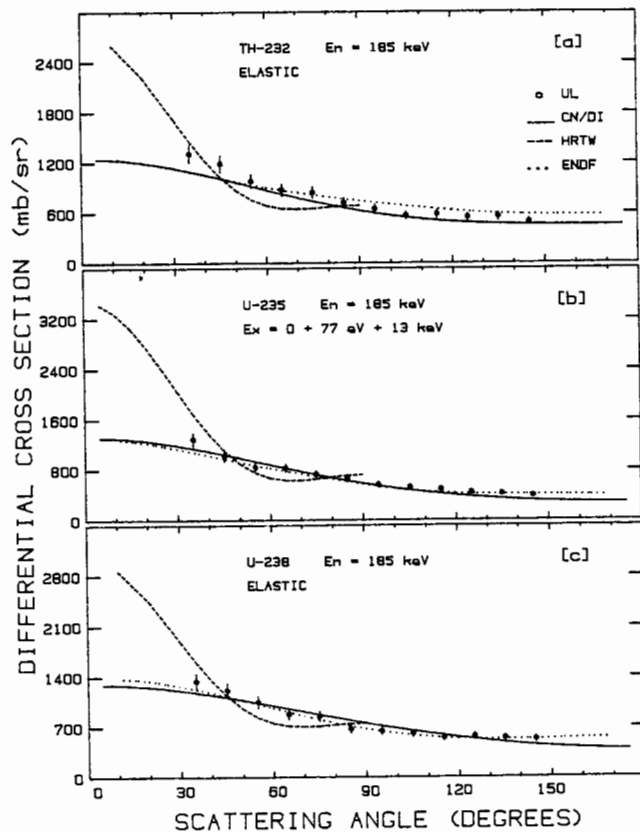 DIFFERENTIAL CROSS SECTION (mb/sr)
TH-232 En = 185 keV [a]
ELASTIC
UL
CN/DI
HRTW
ENDF
2400
1800
1200
600
0
U-235 En = 185 keV [b]
Ex = 0 + 77 eV + 13 keV
3200
2400
1600
800
0
U-238 En = 185 keV [c]
ELASTIC
2800
2100
1400
700
0
0 30 60 90 120 150
SCATTERING ANGLE (DEGREES)